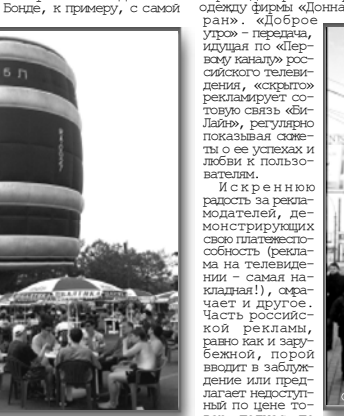 Бонде, к примеру, с самой
одежду фирмы «Донна
ран». «Доброе
утро» – передача,
идущая по «Пер-
вому каналу» рос-
сийского телеви-
дения, «скрыто»
рекламирует со-
товую связь «Би-
Лайн», регулярно
показывая сюже-
ты о ее успехах и
любви к пользо-
вателям.
Искреннюю
радость за рекла-
модателей, де-
монстрирующих
свою платежеспо-
собность (рекла-
ма на телевиде-
нии – самая на-
кладная!), омра-
чает и другое.
Часть российс-
кой рекламы,
равно как и зару-
бежной, порой
вводит в заблуж-
дение или пред-
лагает недоступ-
ный по цене то-